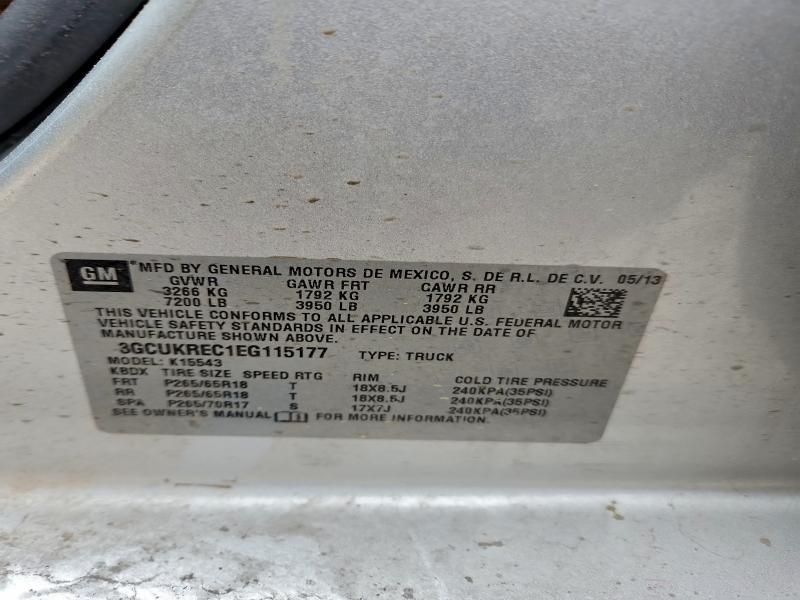 GM MFD BY GENERAL MOTORS DE MEXICO, S. DE R.L. DE C.V. 05/13
GVWR GAWR FRT GAWR RR
3266 KG 1792 KG 1792 KG
7200 LB 3950 LB 3950 LB
THIS VEHICLE CONFORMS TO ALL APPLICABLE U.S. FEDERAL MOTOR
VEHICLE SAFETY STANDARDS IN EFFECT ON THE DATE OF
MANUFACTURE SHOWN ABOVE.
3GCUKREC1EG115177 TYPE: TRUCK
MODEL: K15543
KBDX TIRE SIZE SPEED RTG RIM COLD TIRE PRESSURE
FRT P265/65R18 T 18X8.5J 240KPA(35PSI)
RR P265/65R18 T 18X8.5J 240KPA(35PSI)
SPA P265/70R17 S 17X7J 240KPA(35PSI)
SEE OWNER'S MANUAL FOR MORE INFORMATION.